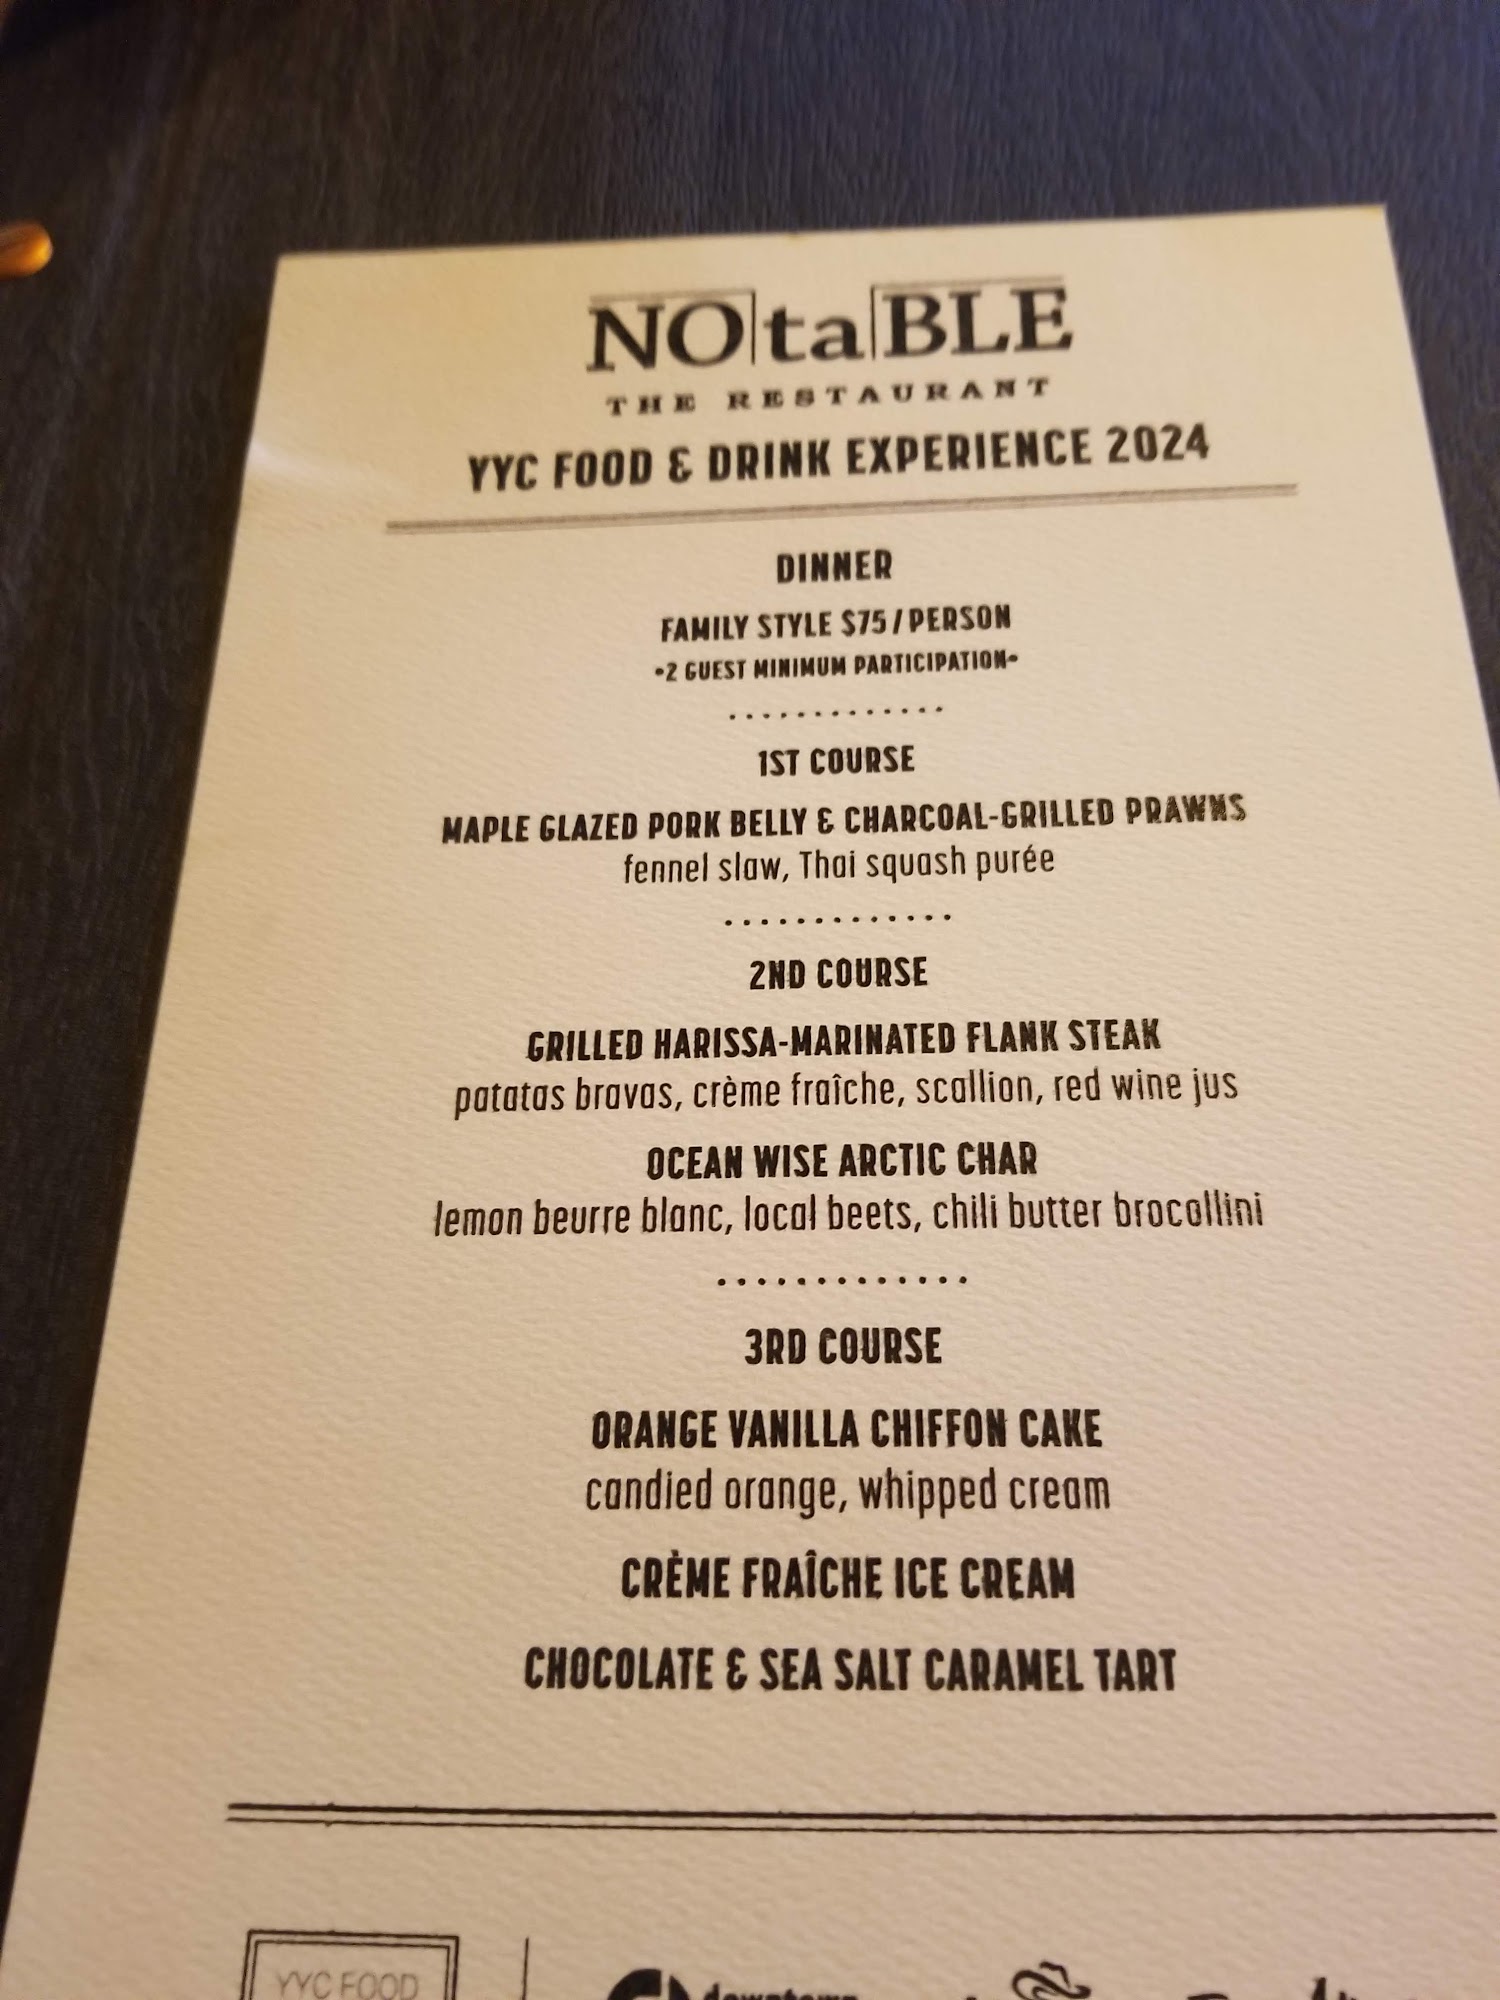 NOtaBLE
THE RESTAURANT
YYC FOOD & DRINK EXPERIENCE 2024
DINNER
FAMILY STYLE $75/PERSON
•2 GUEST MINIMUM PARTICIPATION•
.............
1ST COURSE
MAPLE GLAZED PORK BELLY & CHARCOAL-GRILLED PRAWNS
fennel slaw, Thai squash purée
.............
2ND COURSE
GRILLED HARISSA-MARINATED FLANK STEAK
patatas bravas, crème fraîche, scallion, red wine jus
OCEAN WISE ARCTIC CHAR
lemon beurre blanc, local beets, chili butter brocollini
.............
3RD COURSE
ORANGE VANILLA CHIFFON CAKE
candied orange, whipped cream
CRÈME FRAÎCHE ICE CREAM
CHOCOLATE & SEA SALT CARAMEL TART
YYC FOOD
downtown